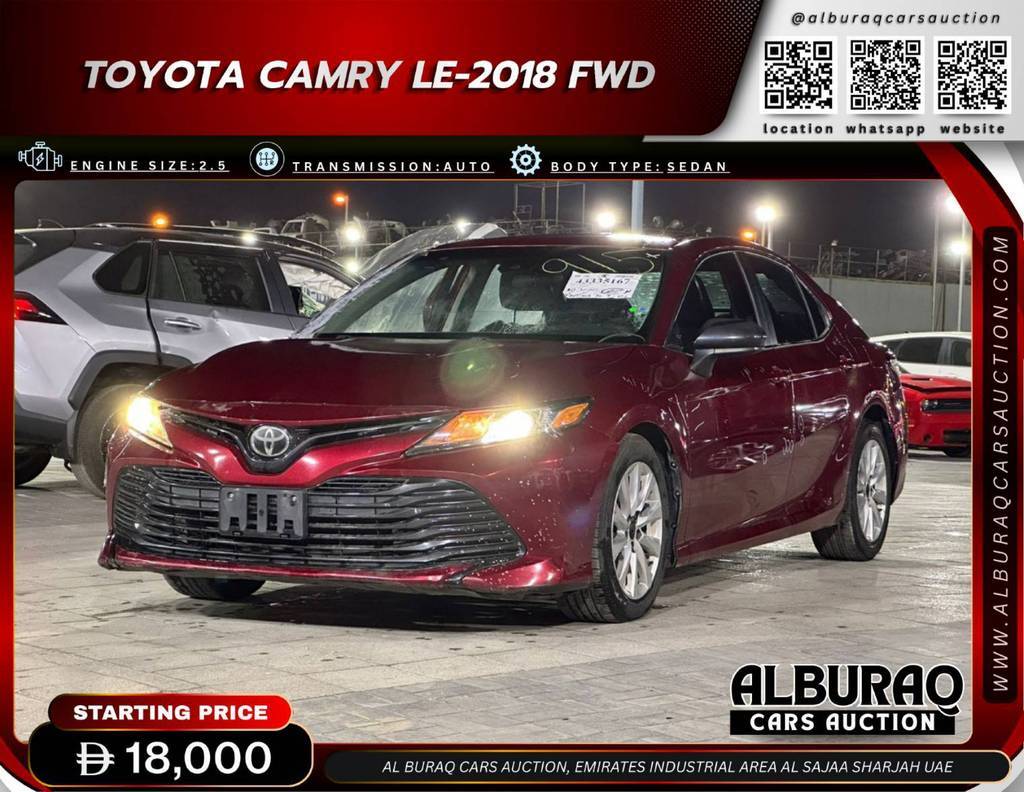 @alburaqcarsauction
TOYOTA CAMRY LE-2018 FWD
location whatsapp website
ENGINE SIZE:2.5
TRANSMISSION:AUTO
BODY TYPE: SEDAN
915
43335167
WWW.ALBURAQCARSAUCTION.COM
ALBURAQ
CARS AUCTION
STARTING PRICE
18,000
AL BURAQ CARS AUCTION, EMIRATES INDUSTRIAL AREA AL SAJAA SHARJAH UAE